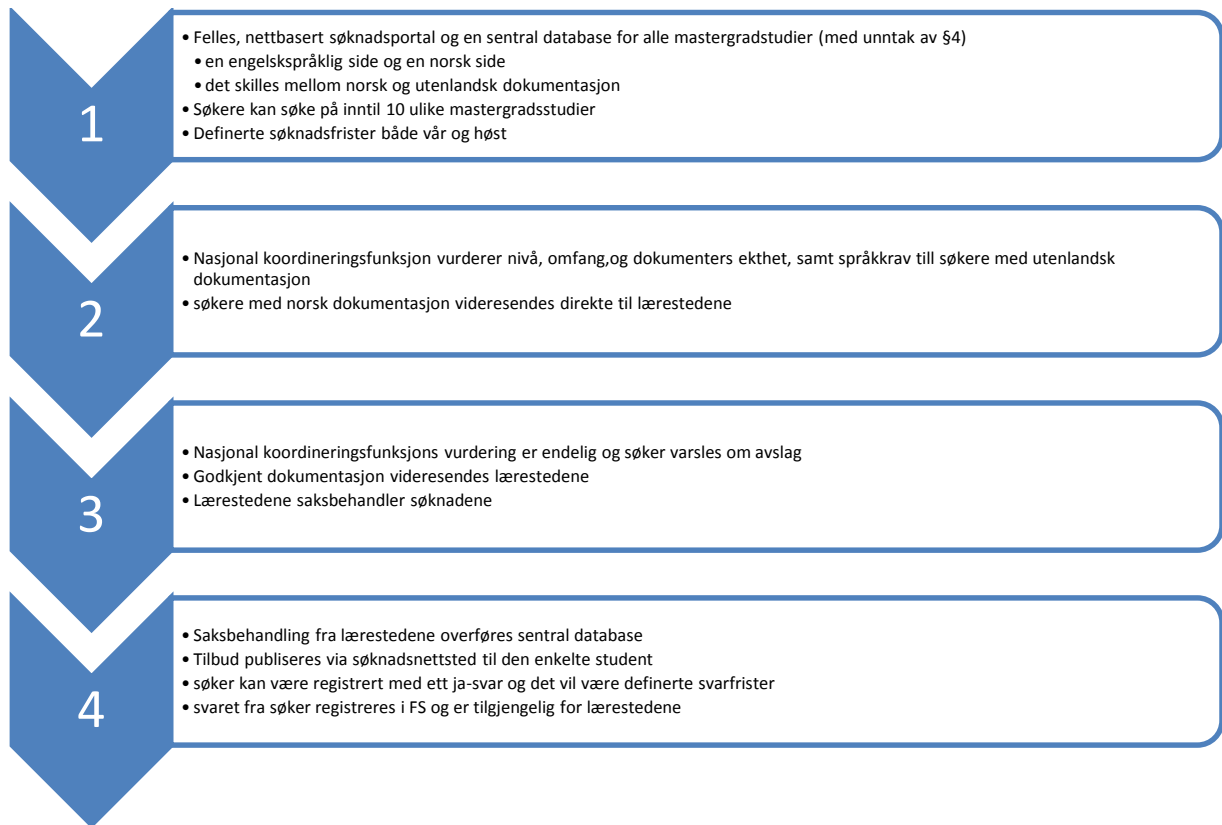 1
• Felles, nettbasert søknadsportal og en sentral database for alle mastergradstudier (med unntak av §4)
• en engelskspråklig side og en norsk side
• det skilles mellom norsk og utenlandsk dokumentasjon
• Søkere kan søke på inntil 10 ulike mastergradsstudier
• Definerte søknadsfrister både vår og høst
2
• Nasjonal koordineringsfunksjon vurderer nivå, omfang,og dokumenters ekthet, samt språkkrav till søkere med utenlandsk
dokumentasjon
• søkere med norsk dokumentasjon videresendes direkte til lærestedene
3
• Nasjonal koordineringsfunksjons vurdering er endelig og søker varsles om avslag
• Godkjent dokumentasjon videresendes lærestedene
• Lærestedene saksbehandler søknadene
4
• Saksbehandling fra lærestedene overføres sentral database
• Tilbud publiseres via søknadsnettsted til den enkelte student
• søker kan være registrert med ett ja-svar og det vil være definerte svarfrister
• svaret fra søker registreres i FS og er tilgjengelig for lærestedene